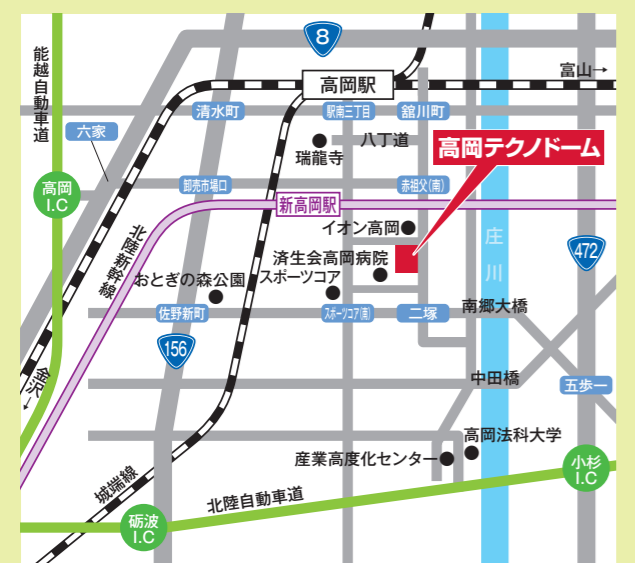 8
能越自動車道
高岡駅
富山→
清水町
駅南三丁目
舘川町
六家
八丁道
瑞龍寺
高岡テクノドーム
高岡
I.C
卸売市場口
赤祖父(南)
新高岡駅
イオン高岡
北陸新幹線
庄川
472
済生会高岡病院
おとぎの森公園
スポーツコア
佐野新町
スポーツコア(南)
二塚
南郷大橋
156
金沢→
中田橋
五歩一
高岡法科大学
産業高度化センター
小杉
I.C
城端線
北陸自動車道
砺波
I.C